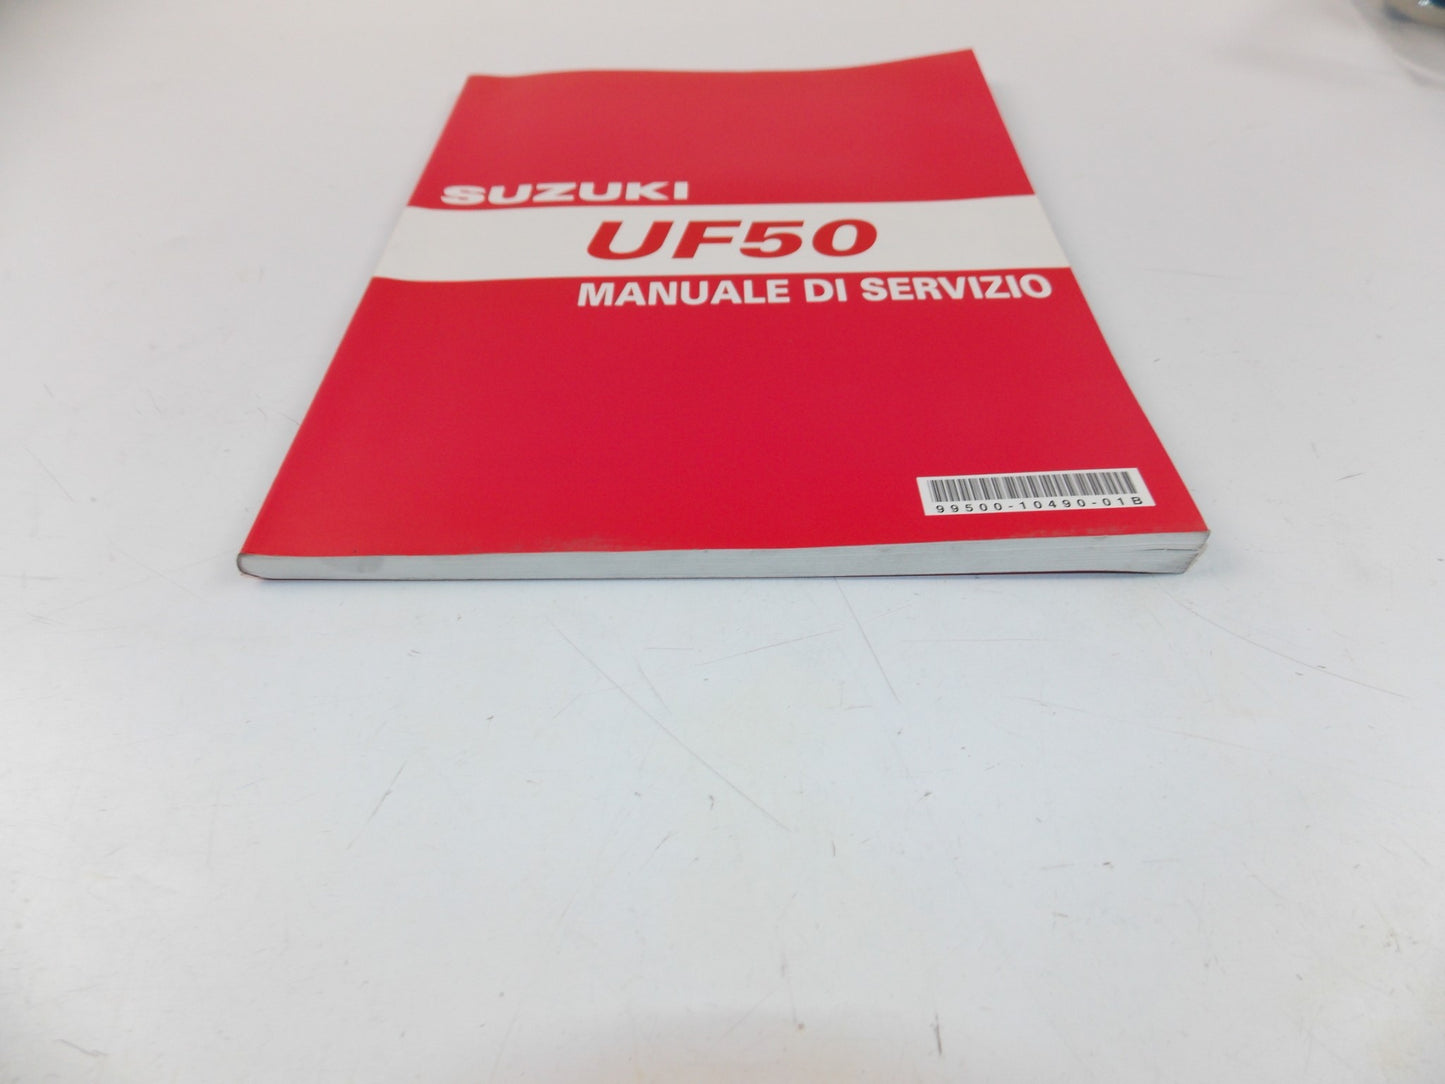 SUZUKI
UF50
MANUALE DI SERVIZIO
99500-10490-01B